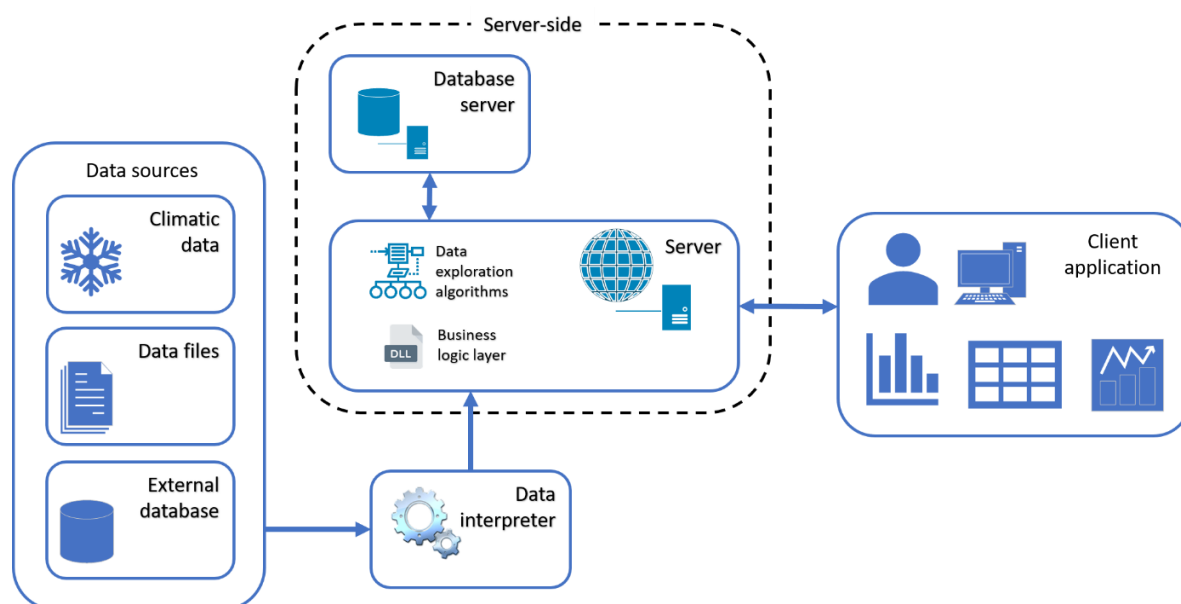 Server-side
Database
server
Data sources
Climatic
data
Data files
External
database
Data
exploration
algorithms
Server
DLL
Business
logic layer
Data
interpreter
Client
application